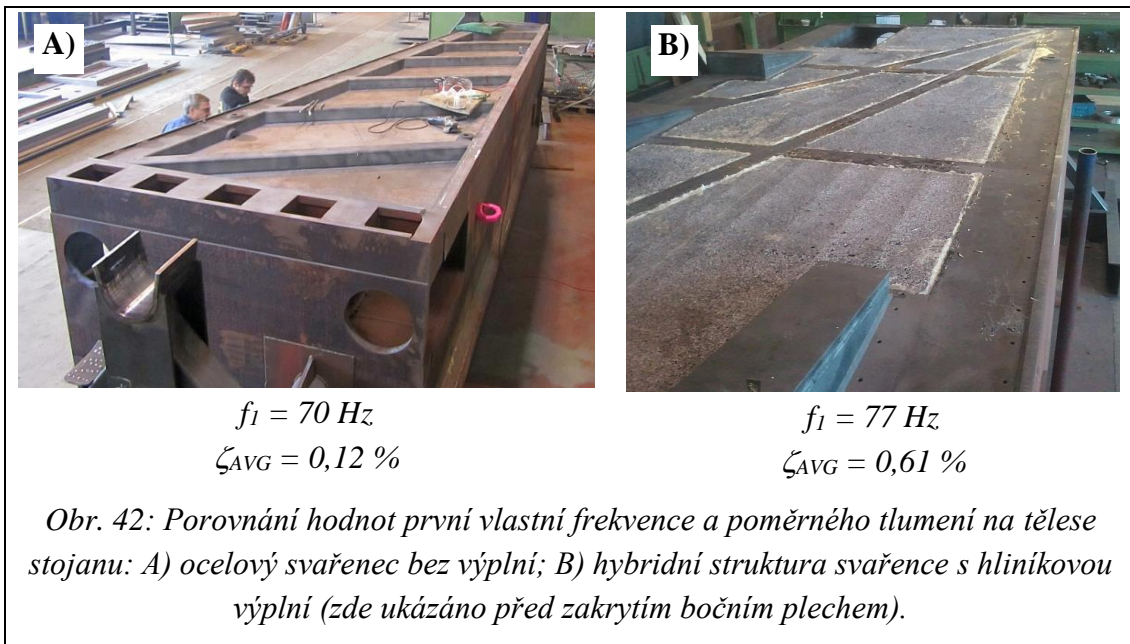 A)
B)
f1 = 70 Hz
ζAVG = 0,12 %
f1 = 77 Hz
ζAVG = 0,61 %
Obr. 42: Porovnání hodnot první vlastní frekvence a poměrného tlumení na tělese
stojanu: A) ocelový svařenec bez výplní; B) hybridní struktura svařence s hliníkovou
výplní (zde ukázáno před zakrytím bočním plechem).